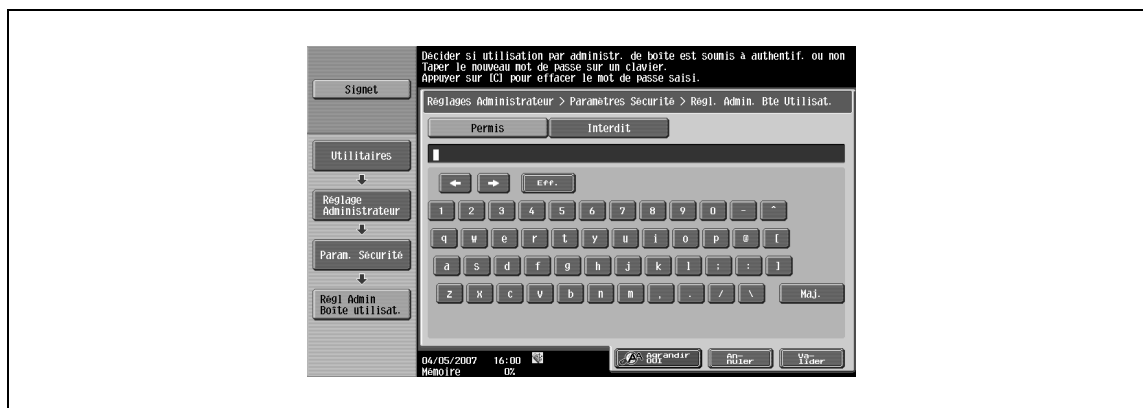 Décider si utilisation par administr. de boîte est soumis à authentif. ou non
Taper le nouveau mot de passe sur un clavier.
Appuyer sur [C] pour effacer le mot de passe saisi.
Signet
Réglages Administrateur > Paramètres Sécurité > Régl. Admin. Bte Utilisat.
Permis Interdit
Utilitaires
Eff.
Réglage
Administrateur
1 2 3 4 5 6 7 8 9 0 - ^
q w e r t y u i o p @ [
Param. Sécurité
a s d f g h j k l ; : ]
z x c v b n m , . / \ Maj.
Régl Admin
Boîte utilisat.
04/05/2007 16:00
Mémoire 0%
Agrandir
OUI
An-
nuler
Va-
lider